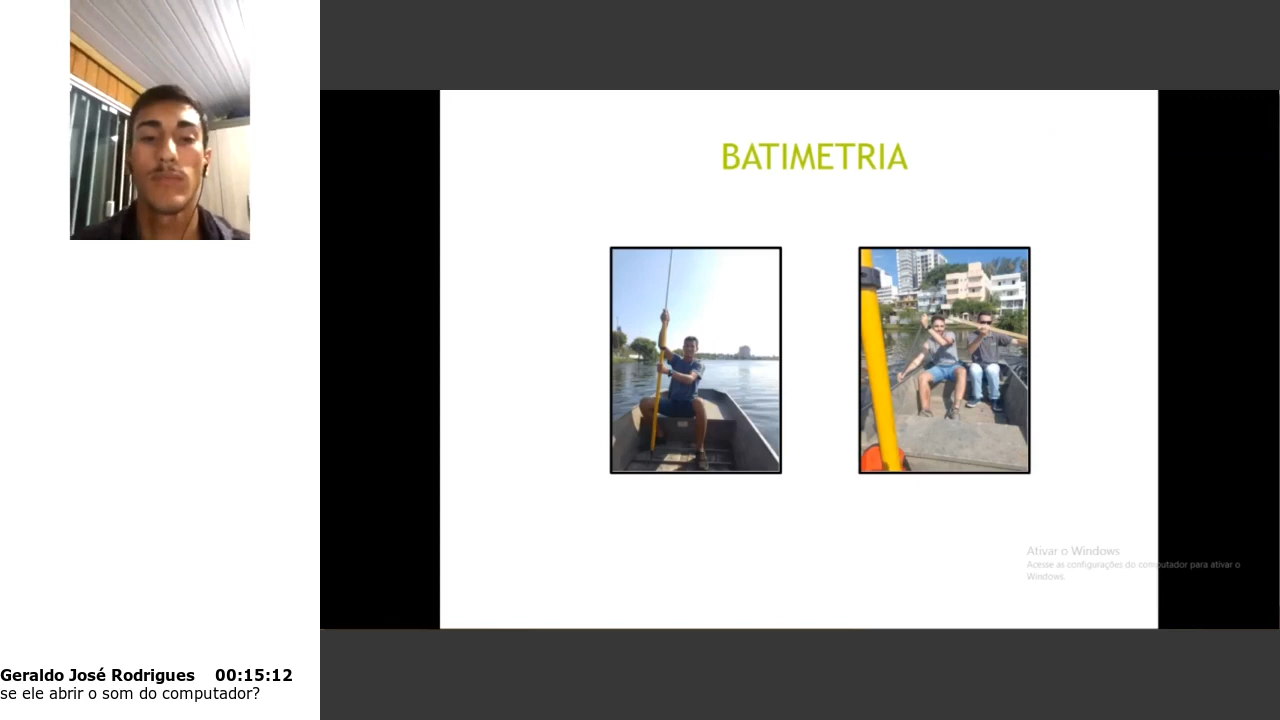 BATIMETRIA
Ativar o Windows
Acesse as configurações do computador para ativar o
Windows.
Geraldo José Rodrigues 00:15:12
se ele abrir o som do computador?